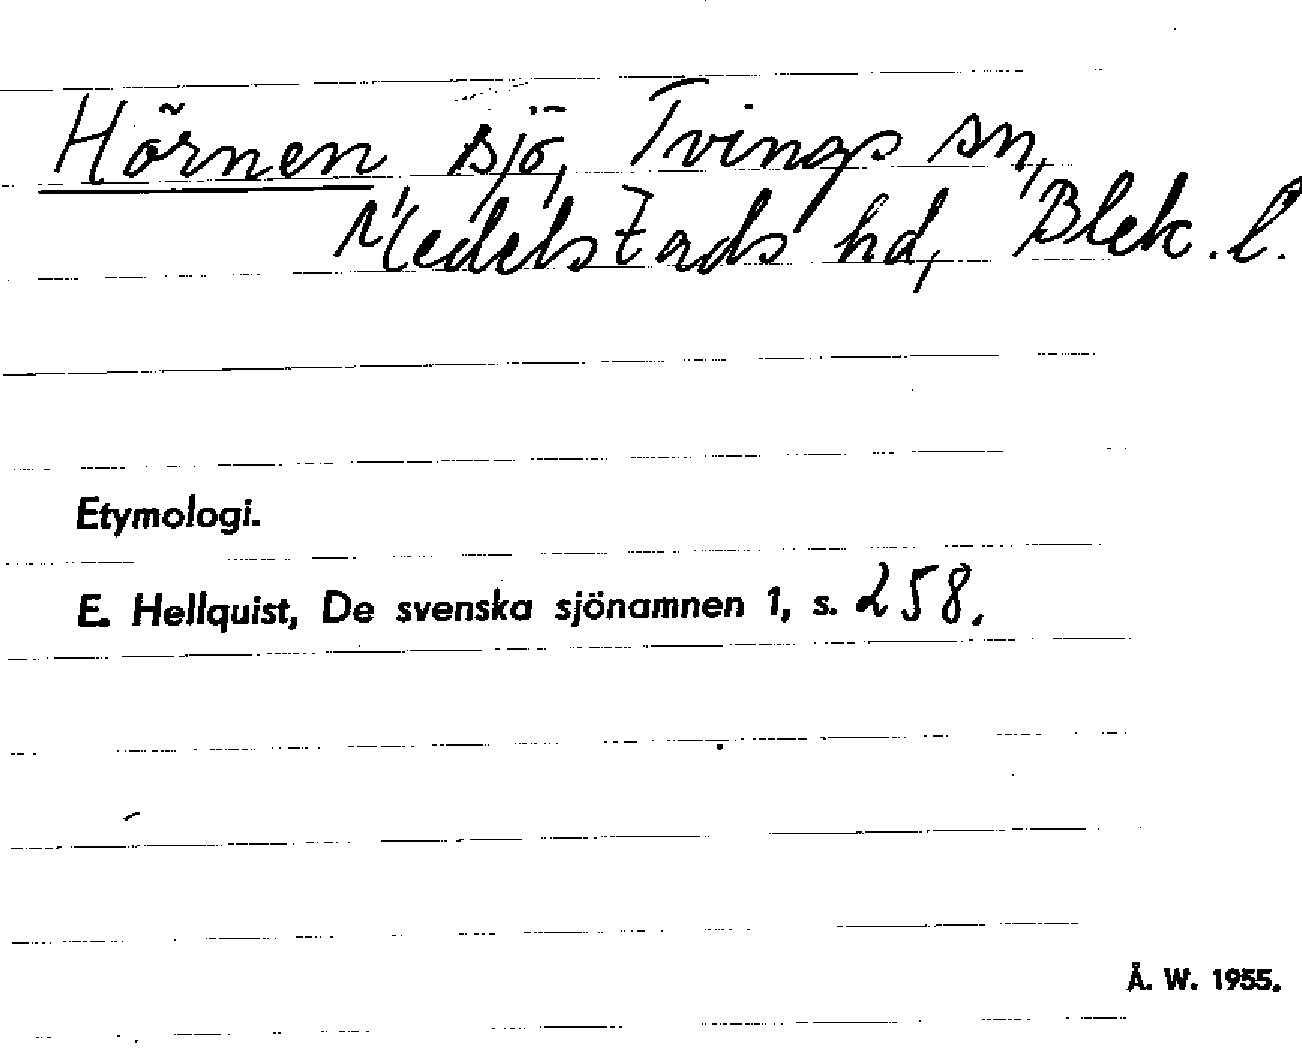 Hörnen sjö, Tvings sn,
Medelstads hd, Blek. l.
Etymologi.
E. Hellquist, De svenska sjönamnen 1, s. 258.
Å. W. 1955.